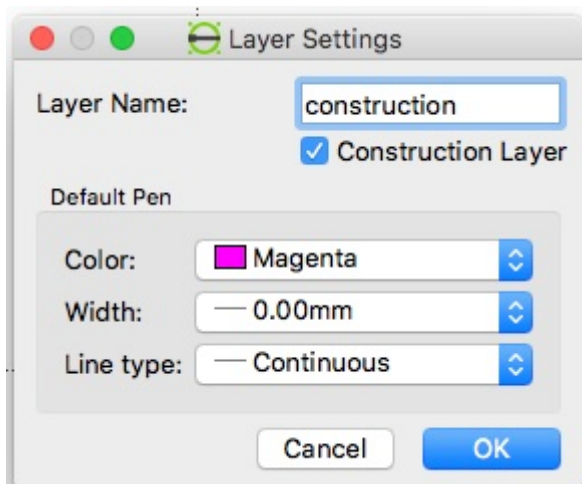 Layer Settings
Layer Name: construction
Construction Layer
Default Pen
Color: Magenta
Width: 0.00mm
Line type: Continuous
Cancel OK